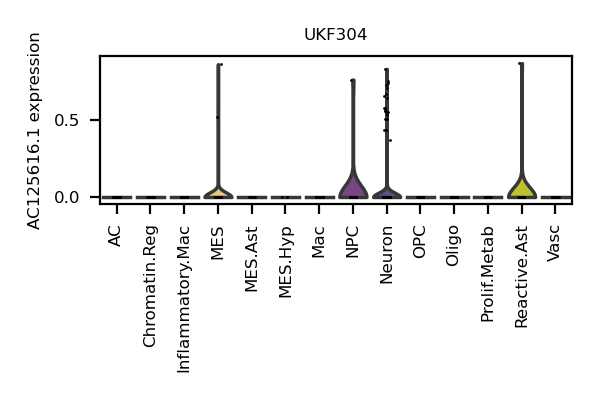 UKF304
AC125616.1 expression
0.5
0.0
AC
Chromatin.Reg
Inflammatory.Mac
MES
MES.Ast
MES.Hyp
Mac
NPC
Neuron
OPC
Oligo
Prolif.Metab
Reactive.Ast
Vasc